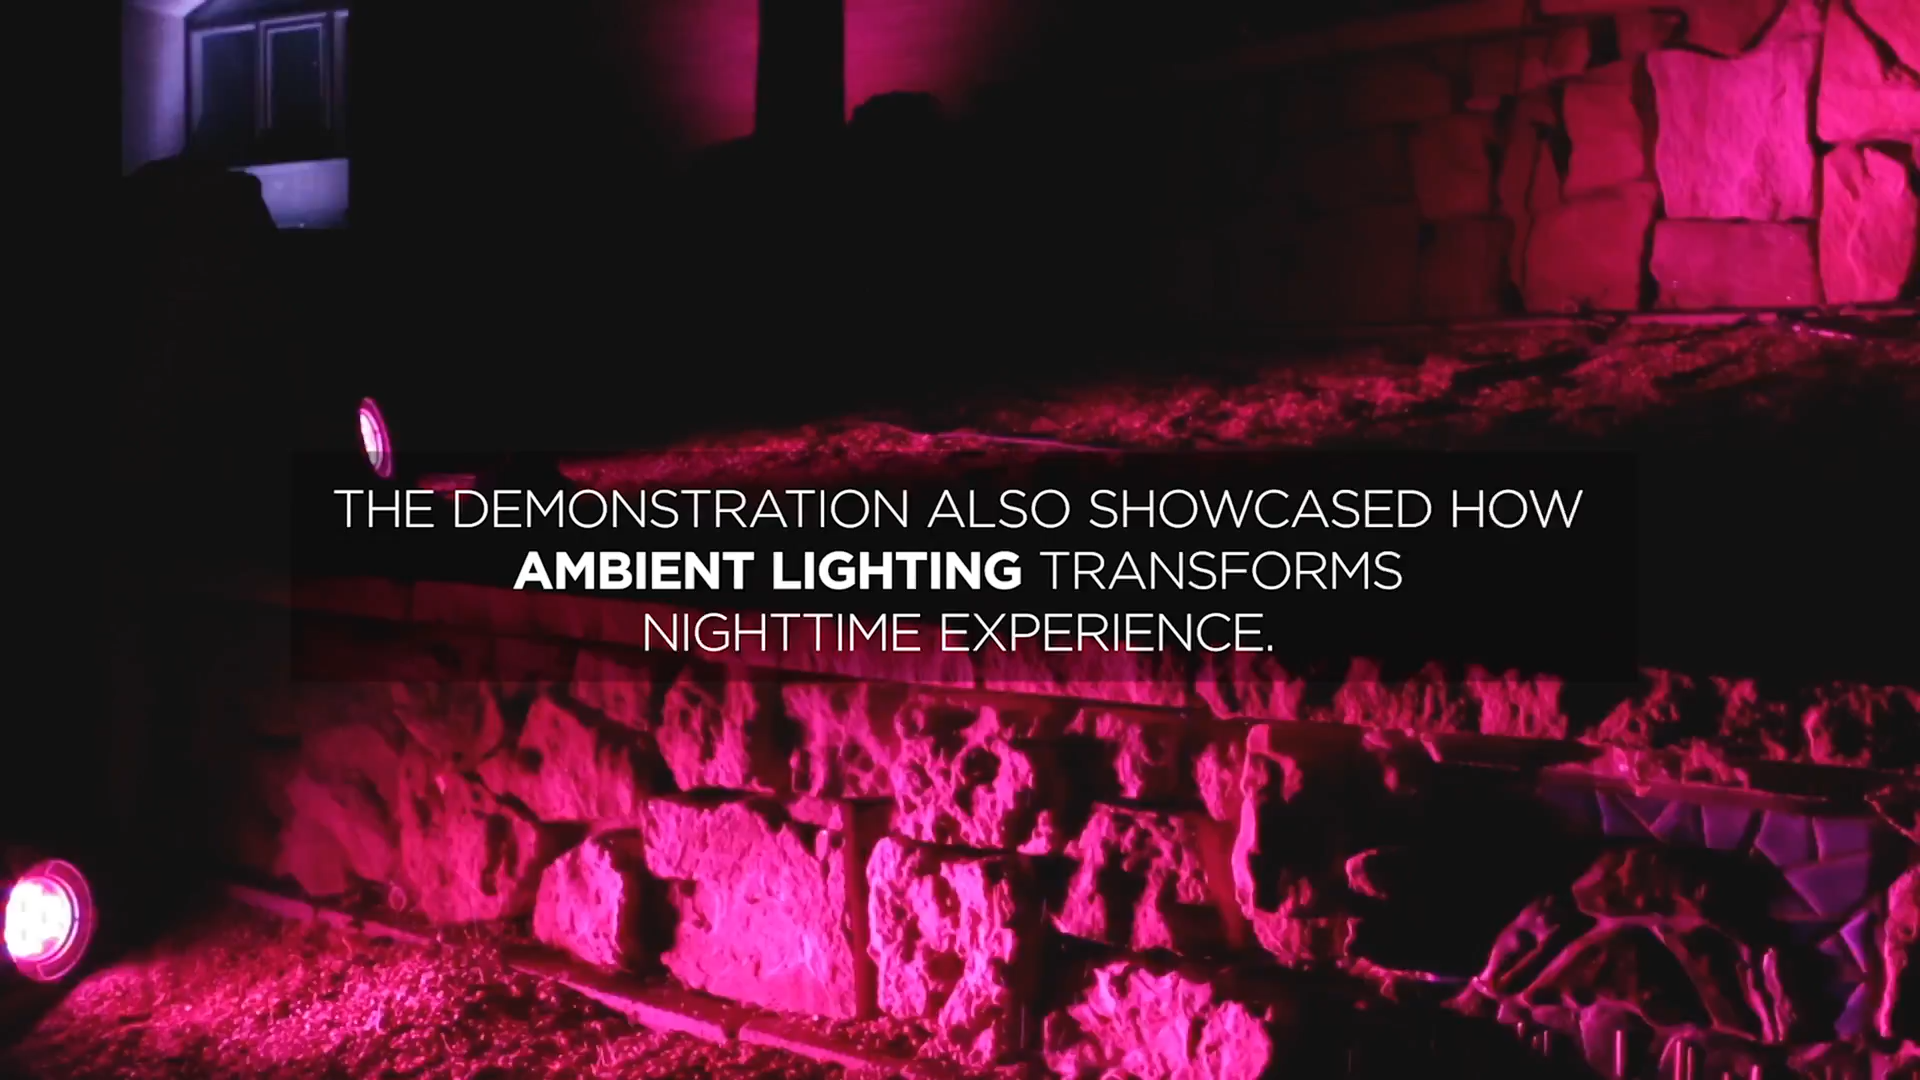 THE DEMONSTRATION ALSO SHOWCASED HOW
AMBIENT LIGHTING TRANSFORMS
NIGHTTIME EXPERIENCE.